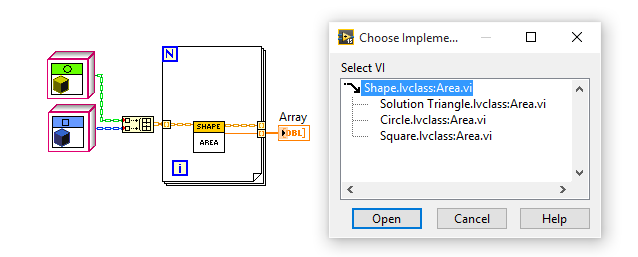 N
SHAPE
AREA
i
Array
DBL]
Choose Impleme...
Select VI
Shape.lvclass:Area.vi
Solution Triangle.lvclass:Area.vi
Circle.lvclass:Area.vi
Square.lvclass:Area.vi
Open
Cancel
Help